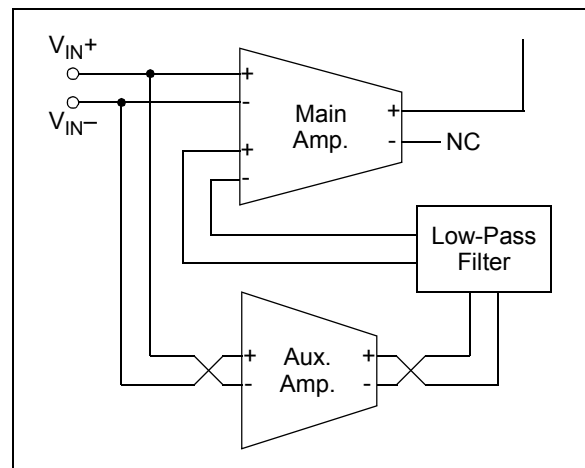 V_IN+
V_IN–
+
-
+
-
Main
Amp.
+
-
NC
Low-Pass
Filter
+
-
Aux.
Amp.
+
-